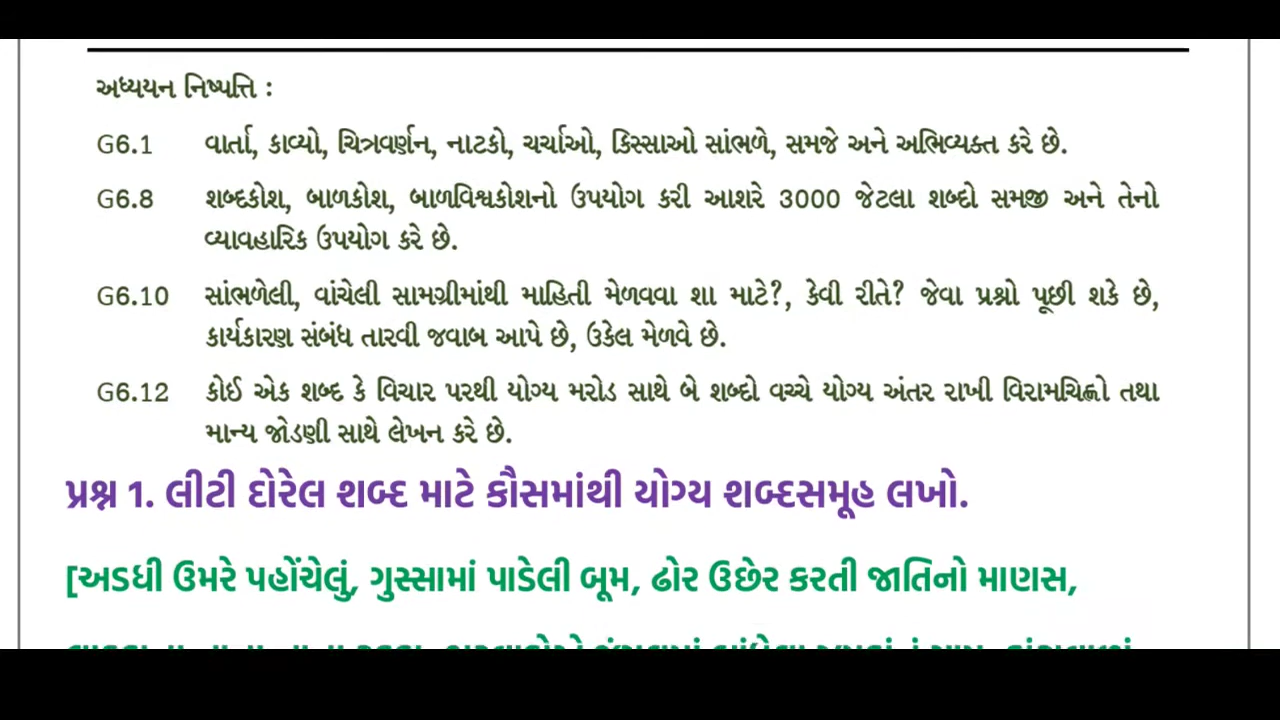 અધ્યયન નિષ્પત્તિ :
G6.1 વાર્તા, કાવ્યો, ચિત્રવર્ણન, નાટકો, ચર્ચાઓ, કિસ્સાઓ સાંભળે, સમજે અને અભિવ્યક્ત કરે છે.
G6.8 શબ્દકોશ, બાળકોશ, બાળવિશ્વકોશનો ઉપયોગ કરી આશરે 3000 જેટલા શબ્દો સમજી અને તેનો
વ્યાવહારિક ઉપયોગ કરે છે.
G6.10 સાંભળેલી, વાંચેલી સામગ્રીમાંથી માહિતી મેળવવા શા માટે?, કેવી રીતે? જેવા પ્રશ્નો પૂછી શકે છે,
કાર્યકારણ સંબંધ તારવી જવાબ આપે છે, ઉકેલ મેળવે છે.
G6.12 કોઈ એક શબ્દ કે વિચાર પરથી યોગ્ય મરોડ સાથે બે શબ્દો વચ્ચે યોગ્ય અંતર રાખી વિરામચિહ્નો તથા
માન્ય જોડણી સાથે લેખન કરે છે.
પ્રશ્ન 1. લીટી દોરેલ શબ્દ માટે કૌસમાંથી યોગ્ય શબ્દસમૂહ લખો.
[અડધી ઉમરે પહોંચેલું, ગુસ્સામાં પાડેલી બૂમ, ઢોર ઉછેર કરતી જાતિનો માણસ,